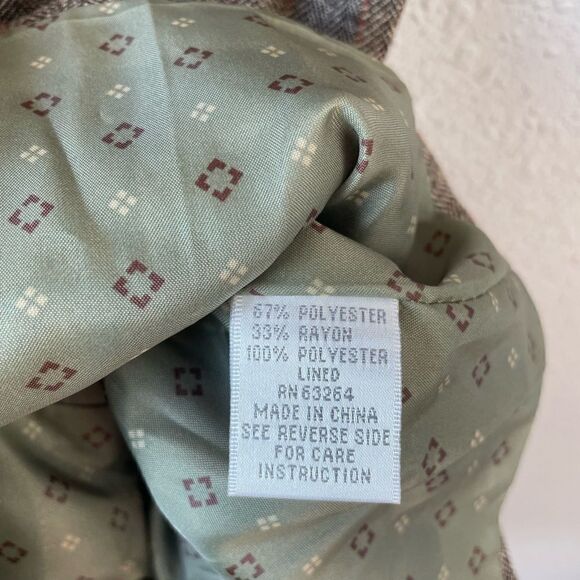 67% POLYESTER
33% RAYON
100% POLYESTER
LINED
RN 63264
MADE IN CHINA
SEE REVERSE SIDE
FOR CARE
INSTRUCTION